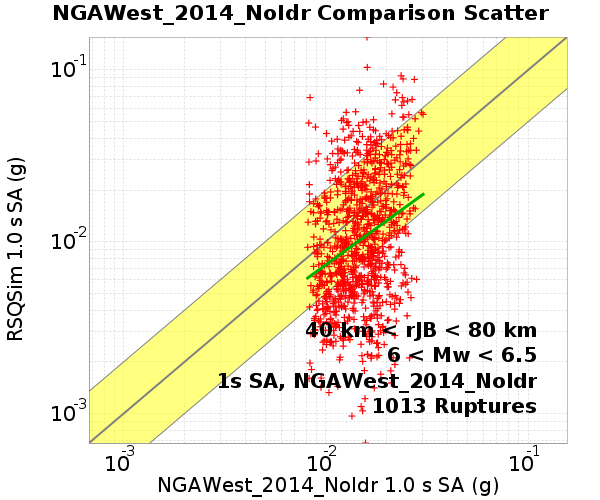 NGAWest_2014_NoIdr Comparison Scatter
10^-1
10^-2
10^-3
RSQSim 1.0 s SA (g)
40 km < rJB < 80 km
6 < Mw < 6.5
1s SA, NGAWest_2014_NoIdr
1013 Ruptures
10^-3 10^-2 10^-1
NGAWest_2014_NoIdr 1.0 s SA (g)